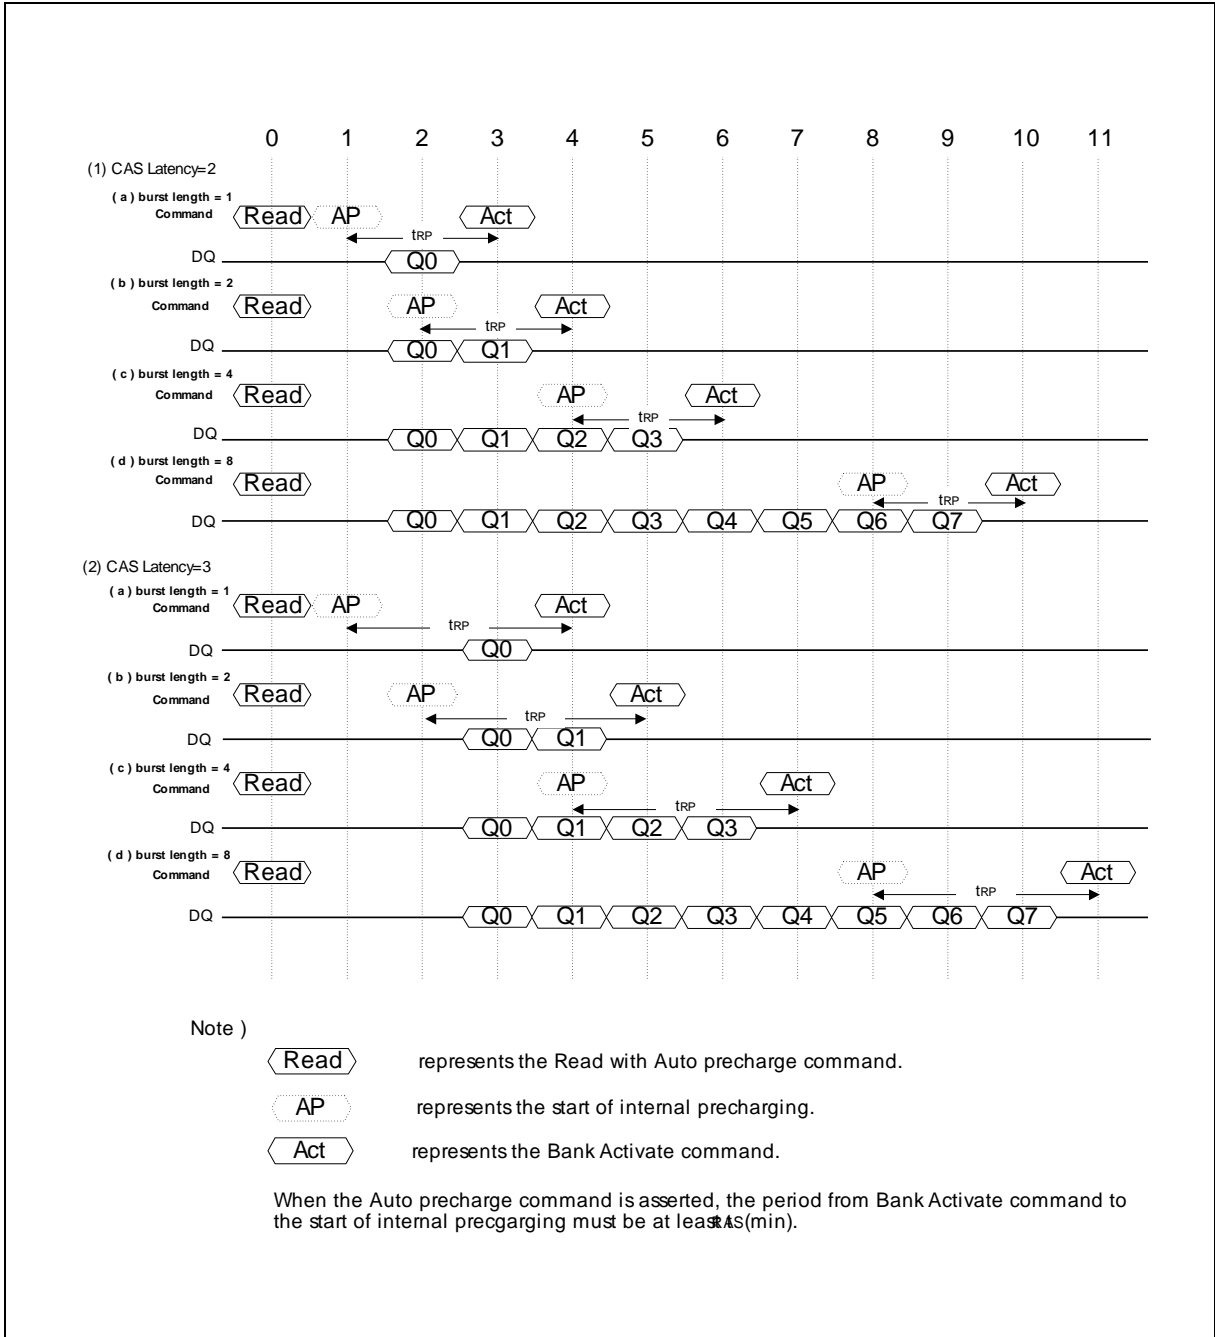 0 1 2 3 4 5 6 7 8 9 10 11
(1) CAS Latency=2
( a ) burst length = 1
Command Read AP Act
tRP
DQ Q0
( b ) burst length = 2
Command Read AP Act
tRP
DQ Q0 Q1
( c ) burst length = 4
Command Read AP Act
tRP
DQ Q0 Q1 Q2 Q3
( d ) burst length = 8
Command Read AP Act
tRP
DQ Q0 Q1 Q2 Q3 Q4 Q5 Q6 Q7
(2) CAS Latency=3
( a ) burst length = 1
Command Read AP Act
tRP
DQ Q0
( b ) burst length = 2
Command Read AP Act
tRP
DQ Q0 Q1
( c ) burst length = 4
Command Read AP Act
tRP
DQ Q0 Q1 Q2 Q3
( d ) burst length = 8
Command Read AP Act
tRP
DQ Q0 Q1 Q2 Q3 Q4 Q5 Q6 Q7
Note )
Read represents the Read with Auto precharge command.
AP represents the start of internal precharging.
Act represents the Bank Activate command.
When the Auto precharge command is asserted, the period from Bank Activate command to
the start of internal precgarging must be at least tRAS(min).